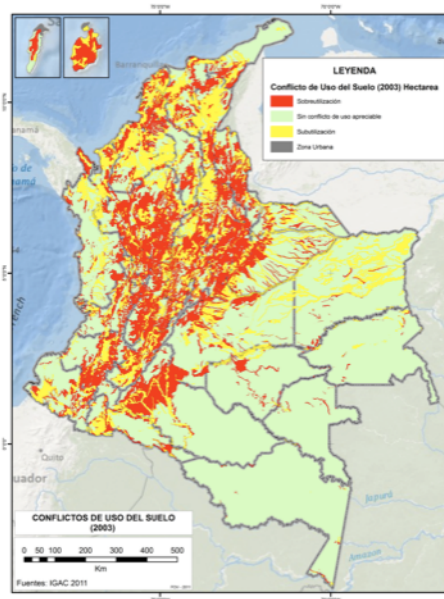 Barranquilla
LEYENDA
Conflicto de Uso del Suelo (2003) Hectarea
Sobreutilización
Sin conflicto de uso apreciable
Subutilización
Zona Urbana
Quito
Japurá
Amazon
CONFLICTOS DE USO DEL SUELO
(2003)
0 50 100 200 300 400 500
Km
Fuentes: IGAC 2011